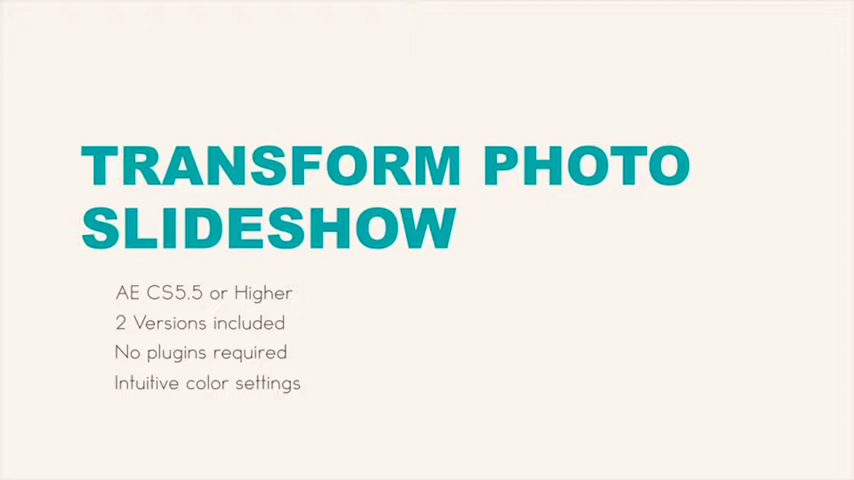 TRANSFORM PHOTO
SLIDESHOW
AE CS5.5 or Higher
2 Versions included
No plugins required
Intuitive color settings